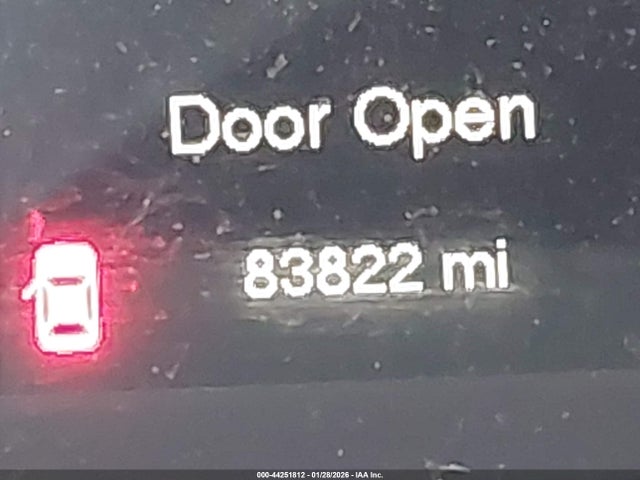 Door Open
83822 mi
000-44251812 - 01/28/2026 - IAA Inc.